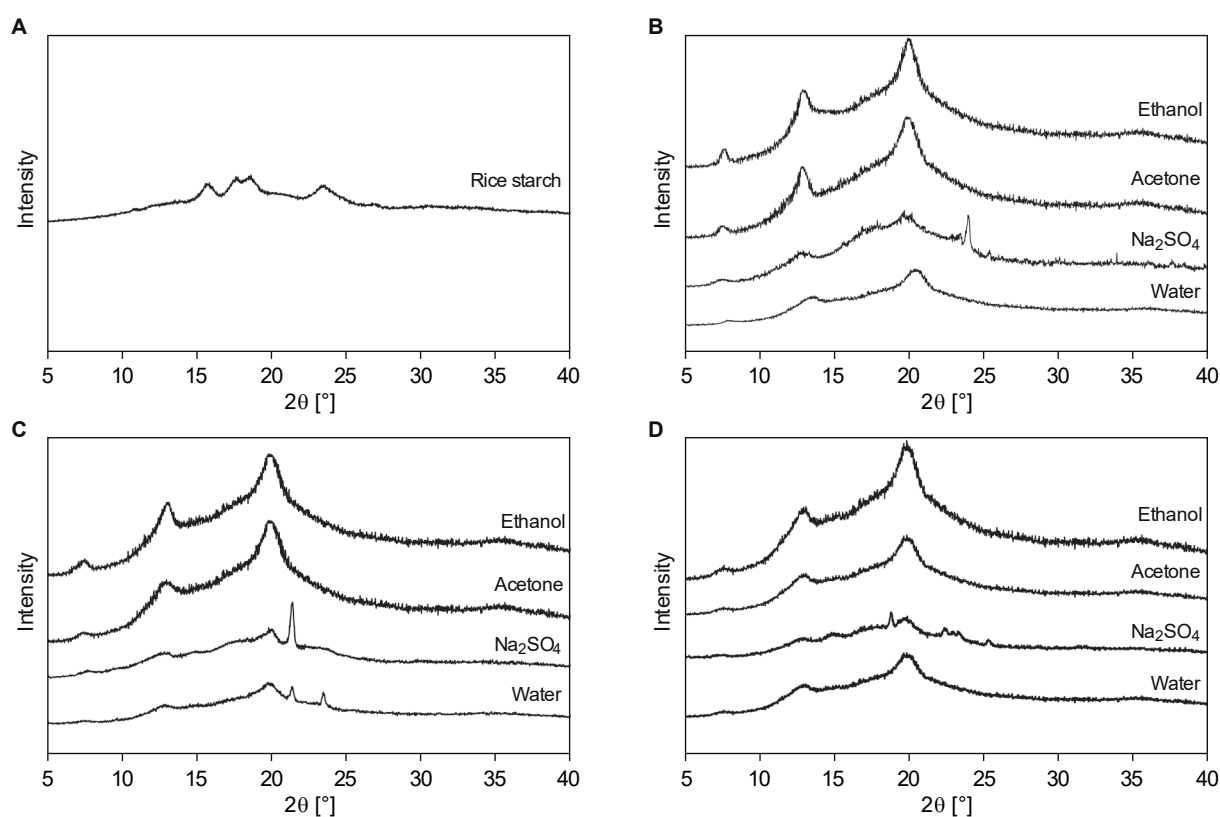 A
Intensity
Rice starch
5 10 15 20 25 30 35 40
2θ [°]
B
Intensity
Ethanol
Acetone
Na₂SO₄
Water
5 10 15 20 25 30 35 40
2θ [°]
C
Intensity
Ethanol
Acetone
Na₂SO₄
Water
5 10 15 20 25 30 35 40
2θ [°]
D
Intensity
Ethanol
Acetone
Na₂SO₄
Water
5 10 15 20 25 30 35 40
2θ [°]